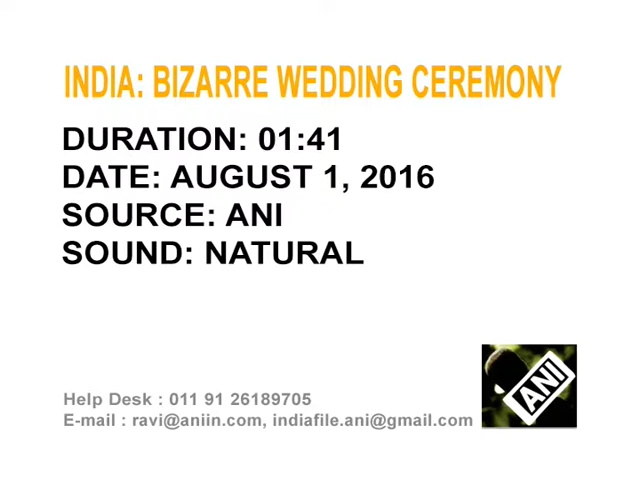 INDIA: BIZARRE WEDDING CEREMONY
DURATION: 01:41
DATE: AUGUST 1, 2016
SOURCE: ANI
SOUND: NATURAL
Help Desk : 011 91 26189705
E-mail : ravi@aniin.com, indiafile.ani@gmail.com
ANI